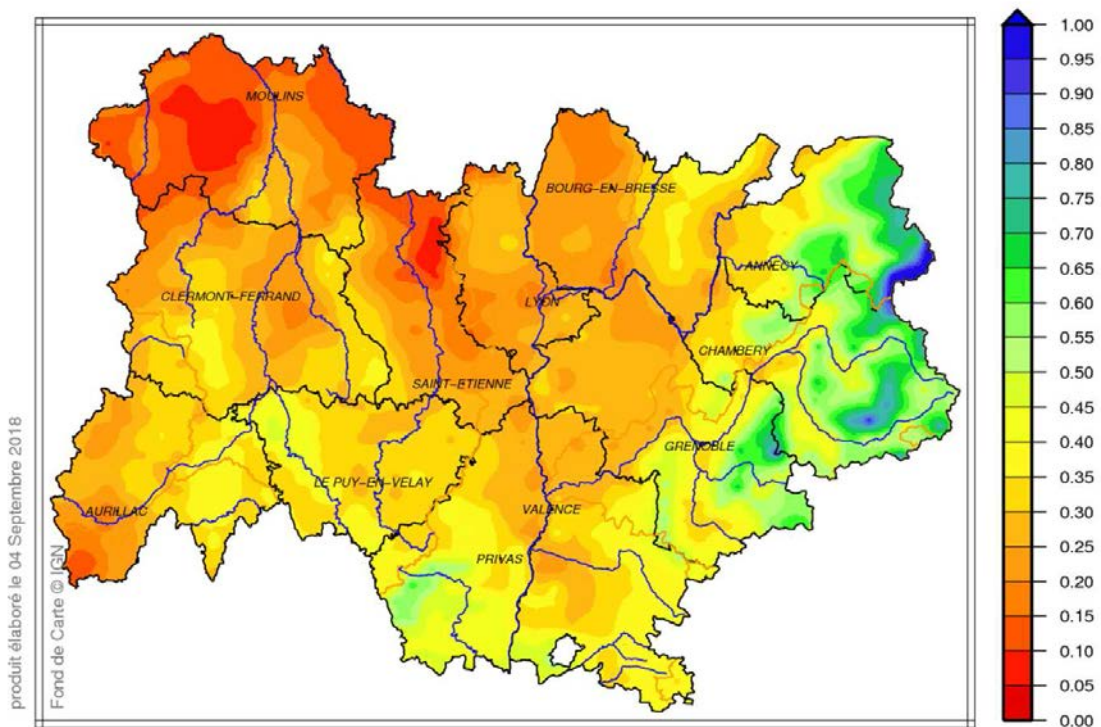 MOULINS
BOURG-EN-BRESSE
ANNECY
CLERMONT-FERRAND
LYON
CHAMBERY
SAINT-ETIENNE
GRENOBLE
LE PUY-EN-VELAY
AURILLAC
VALENCE
PRIVAS
produit élaboré le 04 Septembre 2018
Fond de Carte © IGN
1.00
0.95
0.90
0.85
0.80
0.75
0.70
0.65
0.60
0.55
0.50
0.45
0.40
0.35
0.30
0.25
0.20
0.15
0.10
0.05
0.00